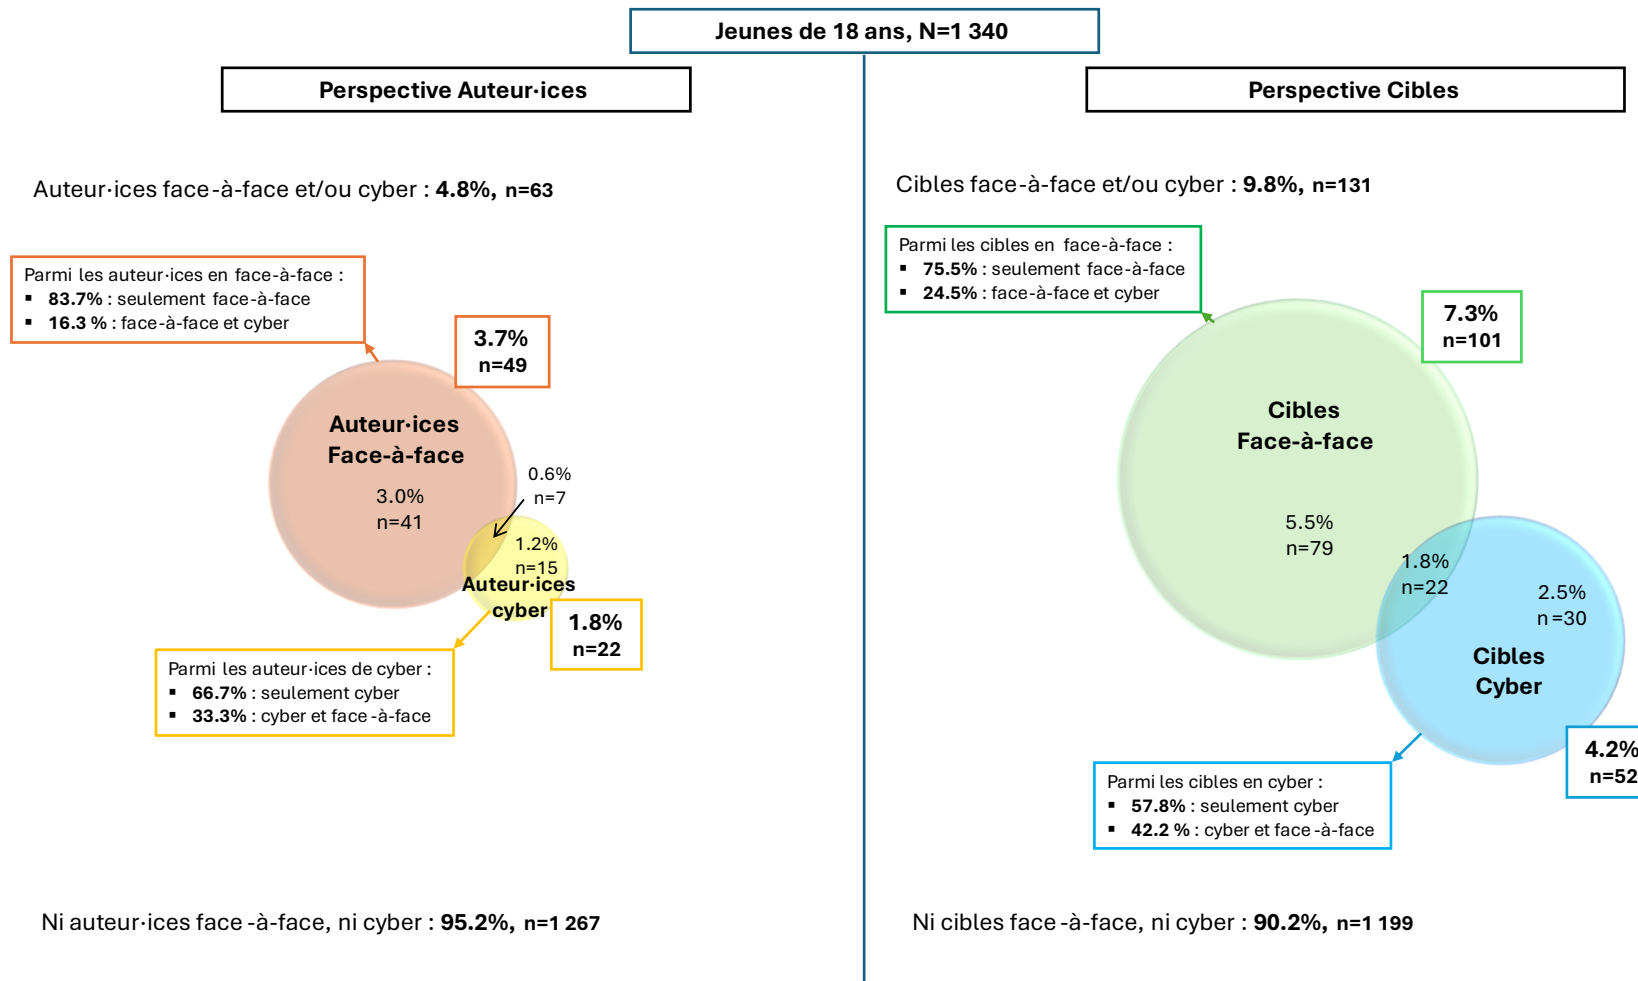 Jeunes de 18 ans, N=1 340
Perspective Auteur·ices
Auteur·ices face-à-face et/ou cyber : 4.8%, n=63
Parmi les auteur·ices en face-à-face :
▪ 83.7% : seulement face-à-face
▪ 16.3 % : face-à-face et cyber
3.7%
n=49
Auteur·ices
Face-à-face
3.0%
n=41
0.6%
n=7
1.2%
n=15
Auteur·ices
cyber
1.8%
n=22
Parmi les auteur·ices de cyber :
▪ 66.7% : seulement cyber
▪ 33.3% : cyber et face-à-face
Ni auteur·ices face-à-face, ni cyber : 95.2%, n=1 267
Perspective Cibles
Cibles face-à-face et/ou cyber : 9.8%, n=131
Parmi les cibles en face-à-face :
▪ 75.5% : seulement face-à-face
▪ 24.5% : face-à-face et cyber
7.3%
n=101
Cibles
Face-à-face
5.5%
n=79
1.8%
n=22
2.5%
n=30
Cibles
Cyber
4.2%
n=52
Parmi les cibles en cyber :
▪ 57.8% : seulement cyber
▪ 42.2 % : cyber et face-à-face
Ni cibles face-à-face, ni cyber : 90.2%, n=1 199